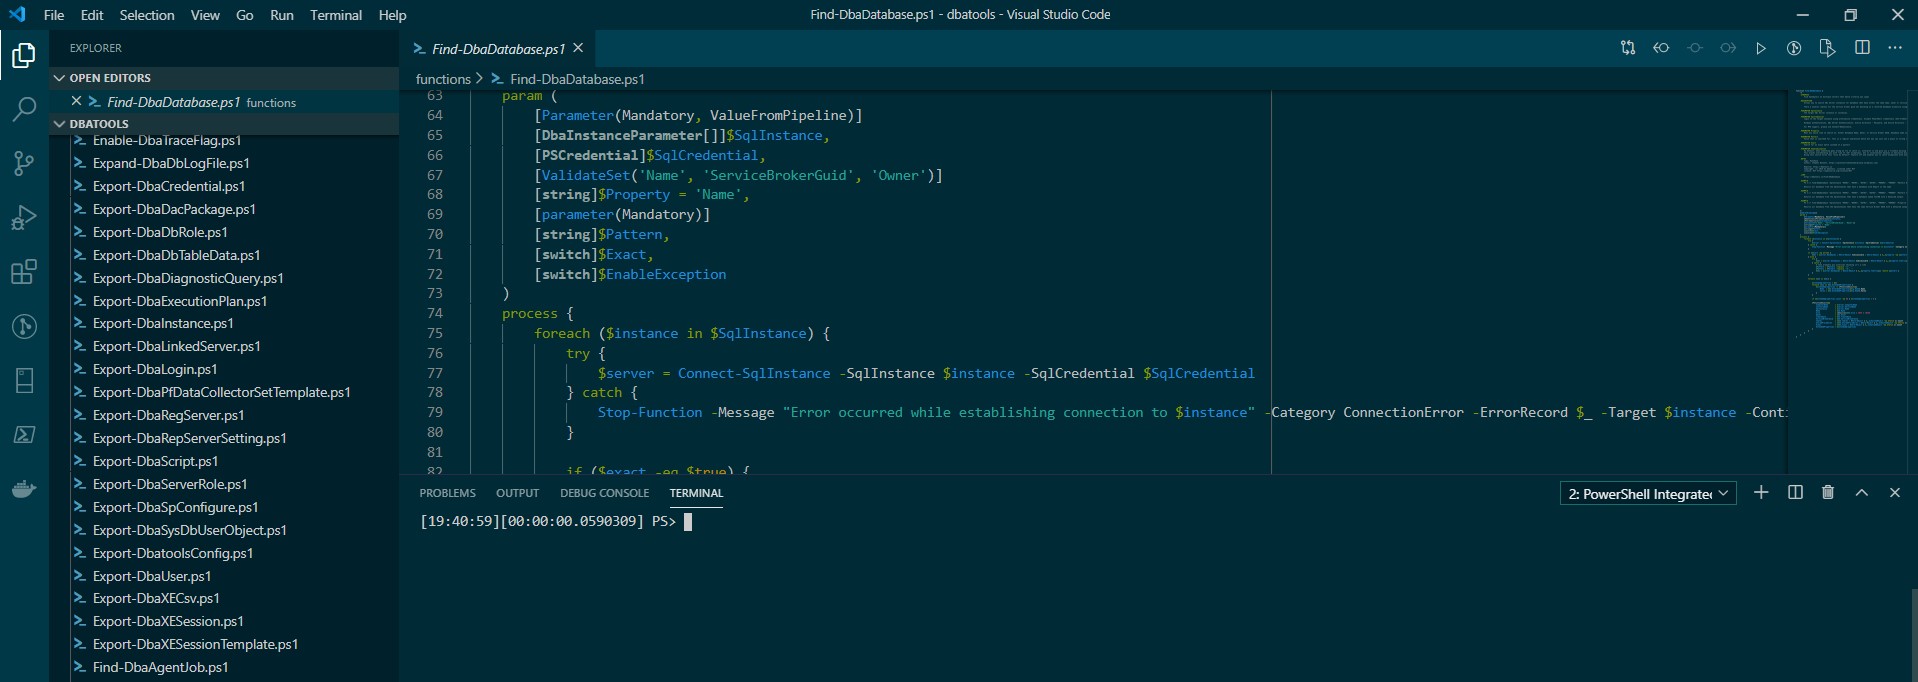 File Edit Selection View Go Run Terminal Help
Find-DbaDatabase.ps1 - dbatools - Visual Studio Code
EXPLORER
OPEN EDITORS
Find-DbaDatabase.ps1 functions
DBATOOLS
Enable-DbaTraceFlag.ps1
Expand-DbaDbLogFile.ps1
Export-DbaCredential.ps1
Export-DbaDacPackage.ps1
Export-DbaDbRole.ps1
Export-DbaDbTableData.ps1
Export-DbaDiagnosticQuery.ps1
Export-DbaExecutionPlan.ps1
Export-DbaInstance.ps1
Export-DbaLinkedServer.ps1
Export-DbaLogin.ps1
Export-DbaPfDataCollectorSetTemplate.ps1
Export-DbaRegServer.ps1
Export-DbaRepServerSetting.ps1
Export-DbaScript.ps1
Export-DbaServerRole.ps1
Export-DbaSpConfigure.ps1
Export-DbaSysDbUserObject.ps1
Export-DbatoolsConfig.ps1
Export-DbaUser.ps1
Export-DbaXECsv.ps1
Export-DbaXESession.ps1
Export-DbaXESessionTemplate.ps1
Find-DbaAgentJob.ps1
Find-DbaDatabase.ps1
functions > Find-DbaDatabase.ps1
63 param (
64 [Parameter(Mandatory, ValueFromPipeline)]
65 [DbaInstanceParameter[]]$SqlInstance,
66 [PSCredential]$SqlCredential,
67 [ValidateSet('Name', 'ServiceBrokerGuid', 'Owner')]
68 [string]$Property = 'Name',
69 [parameter(Mandatory)]
70 [string]$Pattern,
71 [switch]$Exact,
72 [switch]$EnableException
73 )
74 process {
75 foreach ($instance in $SqlInstance) {
76 try {
77 $server = Connect-SqlInstance -SqlInstance $instance -SqlCredential $SqlCredential
78 } catch {
79 Stop-Function -Message "Error occurred while establishing connection to $instance" -Category ConnectionError -ErrorRecord $_ -Target $instance -Conti
80 }
81
82 if ($exact -eq $true) {
PROBLEMS OUTPUT DEBUG CONSOLE TERMINAL
2: PowerShell Integrated
[19:40:59][00:00:00.0590309] PS>